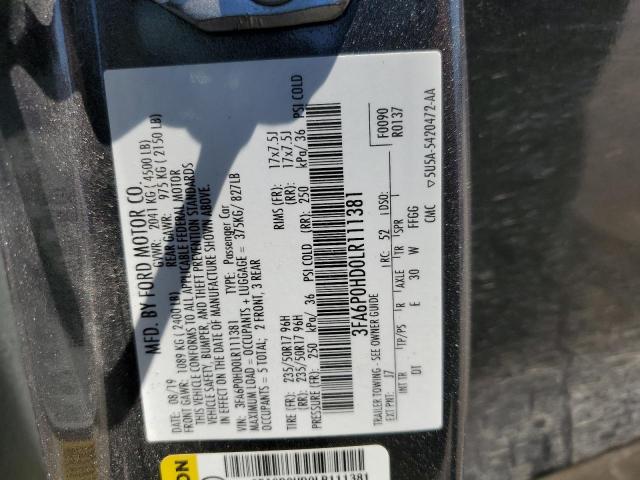 MFD. BY FORD MOTOR CO.
08/19 GVWR: 2041 KG (4500 LB)
FRONT GAWR: 1089 KG (2400 LB) REAR GAWR: 975 KG (2150 LB)
THIS VEHICLE CONFORMS TO ALL APPLICABLE FEDERAL MOTOR
VEHICLE SAFETY, BUMPER, AND THEFT PREVENTION STANDARDS
IN EFFECT ON THE DATE OF MANUFACTURE SHOWN ABOVE.
VIN: 3FA6P0HD0LR111381 TYPE: Passenger Car
MAXIMUM LOAD = OCCUPANTS + LUGGAGE = 375KG/ 827LB
OCCUPANTS = 5 TOTAL; 2 FRONT, 3 REAR
TIRE (FR): 235/50R17 96H RIMS (FR): 17x7.5J
(RR): 235/50R17 96H (RR): 17x7.5J
PRESSURE (FR): 250 kPa/ 36 PSI COLD (RR): 250 kPa/ 36 PSI COLD
3FA6P0HD0LR111381
F0090
R0137
TRAILER TOWING - SEE OWNER GUIDE
EXT PNT: J7 RC: 52 DSO:
INT TR TP/PS R AXLE TR SPR
DT E 30 W FFGG
CMC 5U5A-5420472-AA